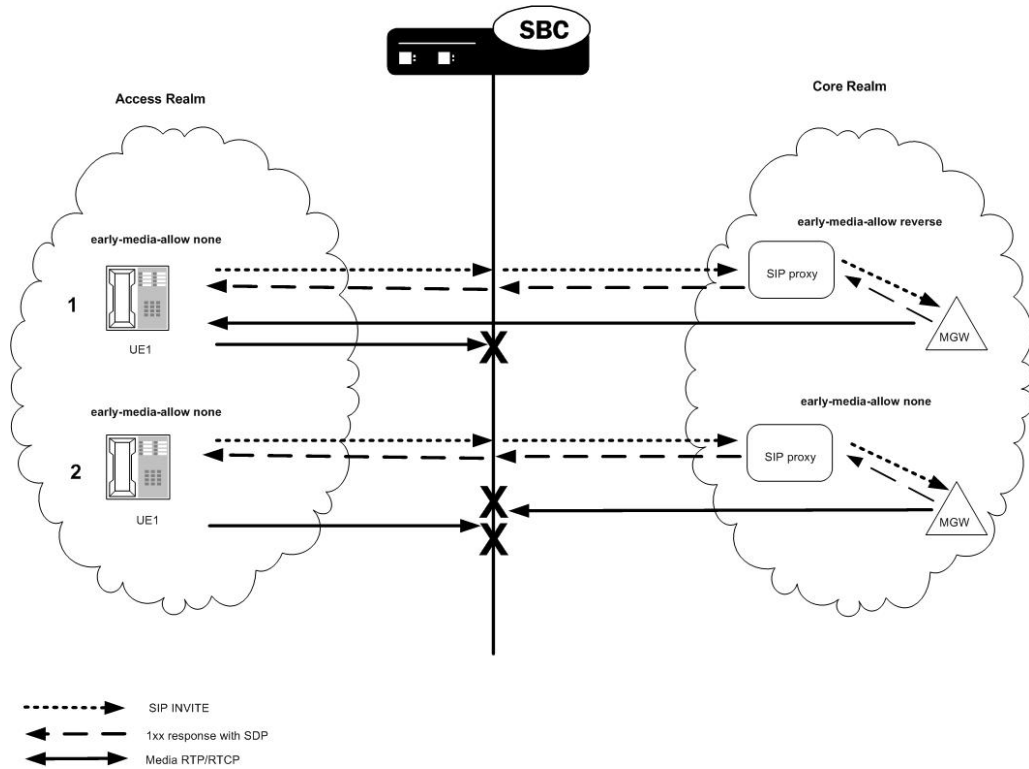 SBC
Access Realm
Core Realm
early-media-allow none
early-media-allow reverse
1
UE1
SIP proxy
MGW
X
early-media-allow none
early-media-allow none
2
UE1
SIP proxy
MGW
X
X
SIP INVITE
1xx response with SDP
Media RTP/RTCP